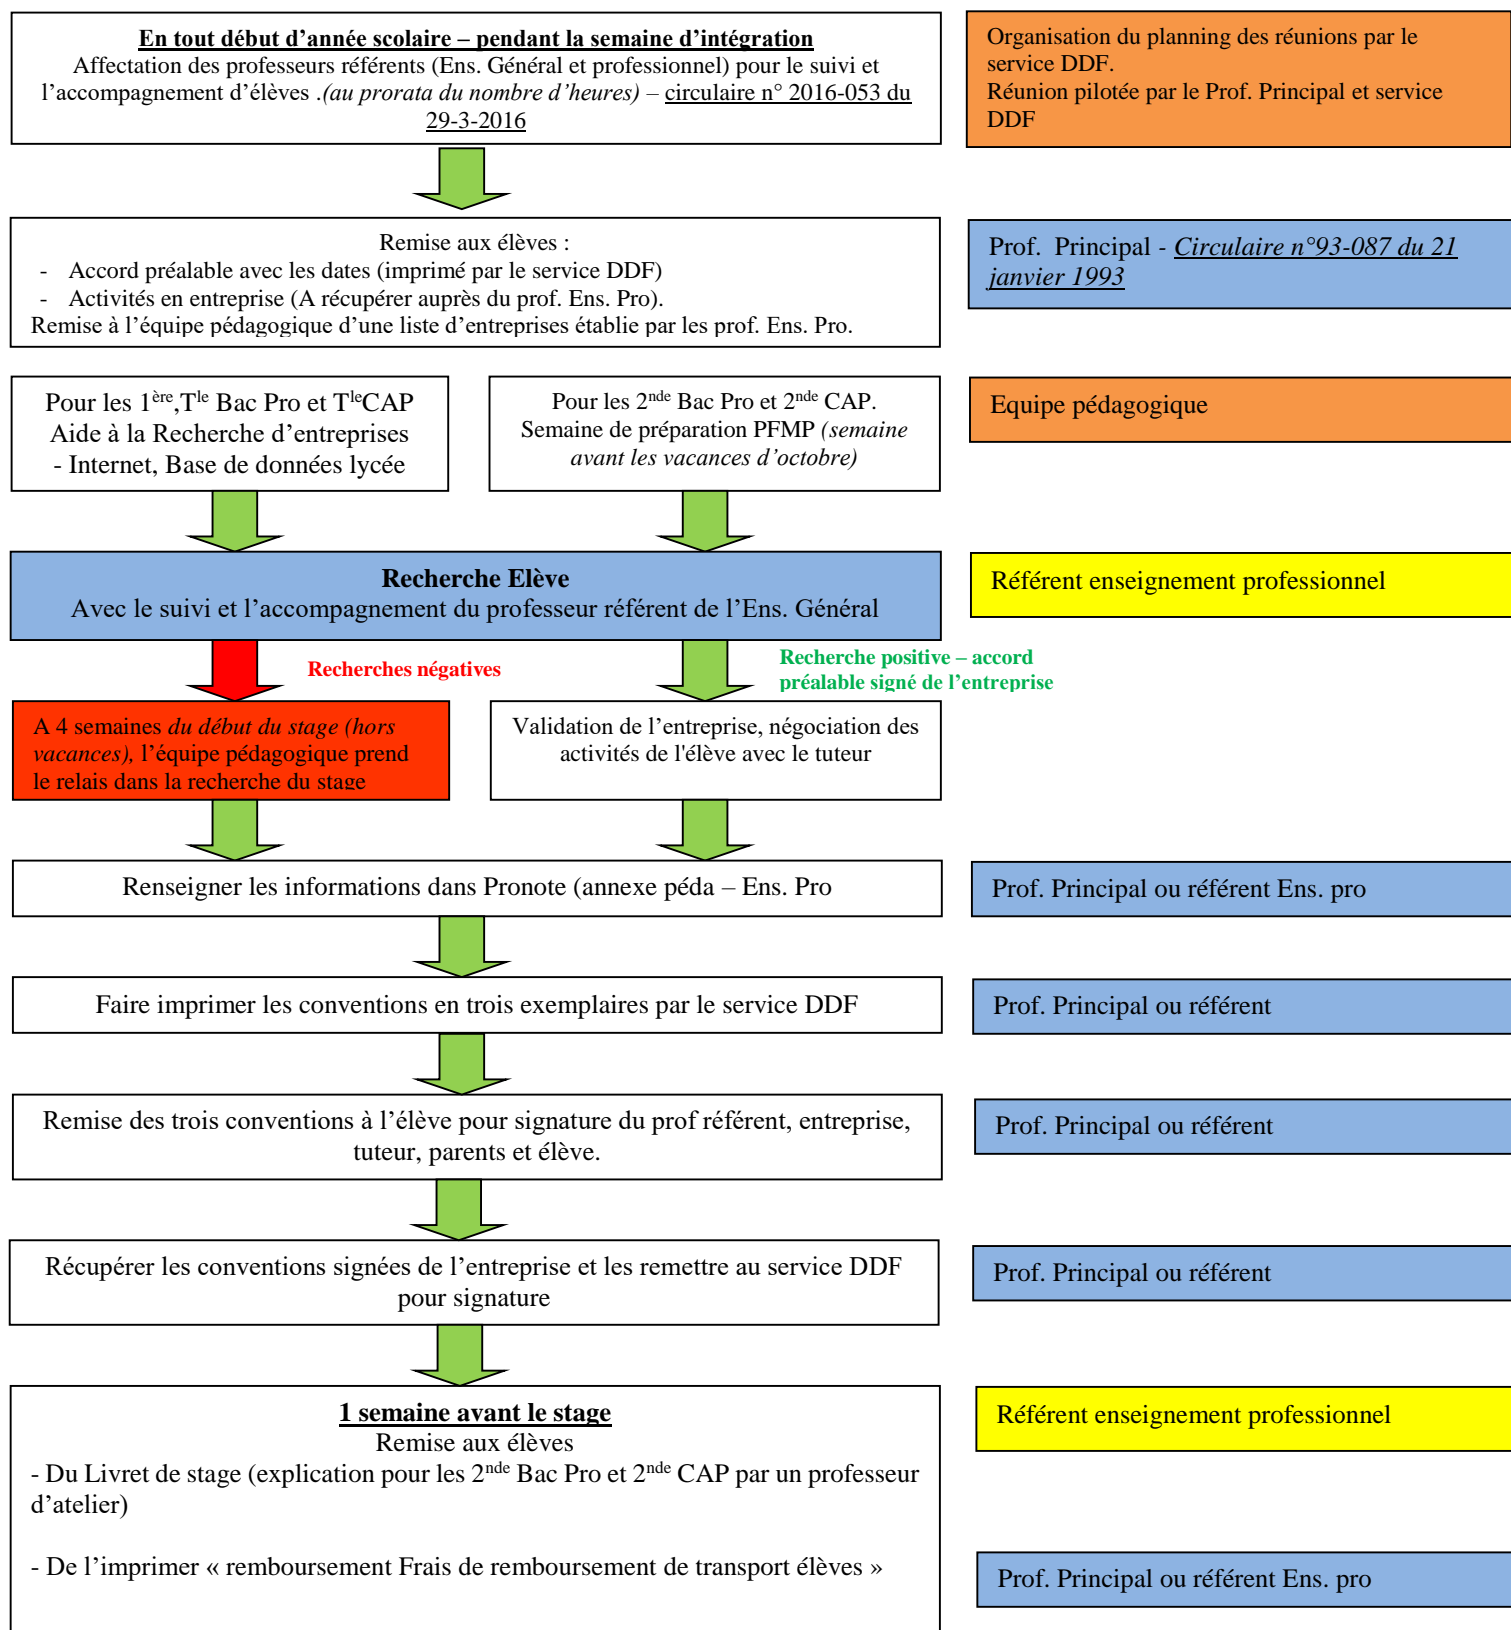 En tout début d’année scolaire – pendant la semaine d’intégration
Affectation des professeurs référents (Ens. Général et professionnel) pour le suivi et
l’accompagnement d’élèves .(au prorata du nombre d’heures) – circulaire n° 2016-053 du
29-3-2016
Organisation du planning des réunions par le
service DDF.
Réunion pilotée par le Prof. Principal et service
DDF
Remise aux élèves :
- Accord préalable avec les dates (imprimé par le service DDF)
- Activités en entreprise (A récupérer auprès du prof. Ens. Pro).
Remise à l’équipe pédagogique d’une liste d’entreprises établie par les prof. Ens. Pro.
Prof. Principal - Circulaire n°93-087 du 21
janvier 1993
Pour les 1ère,Tle Bac Pro et TleCAP
Aide à la Recherche d’entreprises
- Internet, Base de données lycée
Pour les 2nde Bac Pro et 2nde CAP.
Semaine de préparation PFMP (semaine
avant les vacances d’octobre)
Equipe pédagogique
Recherche Elève
Avec le suivi et l’accompagnement du professeur référent de l’Ens. Général
Référent enseignement professionnel
Recherches négatives
Recherche positive – accord
préalable signé de l’entreprise
A 4 semaines du début du stage (hors
vacances), l’équipe pédagogique prend
le relais dans la recherche du stage
Validation de l’entreprise, négociation des
activités de l'élève avec le tuteur
Renseigner les informations dans Pronote (annexe péda – Ens. Pro
Prof. Principal ou référent Ens. pro
Faire imprimer les conventions en trois exemplaires par le service DDF
Prof. Principal ou référent
Remise des trois conventions à l’élève pour signature du prof référent, entreprise,
tuteur, parents et élève.
Prof. Principal ou référent
Récupérer les conventions signées de l’entreprise et les remettre au service DDF
pour signature
Prof. Principal ou référent
1 semaine avant le stage
Remise aux élèves
- Du Livret de stage (explication pour les 2nde Bac Pro et 2nde CAP par un professeur
d’atelier)
- De l’imprimer « remboursement Frais de remboursement de transport élèves »
Référent enseignement professionnel
Prof. Principal ou référent Ens. pro